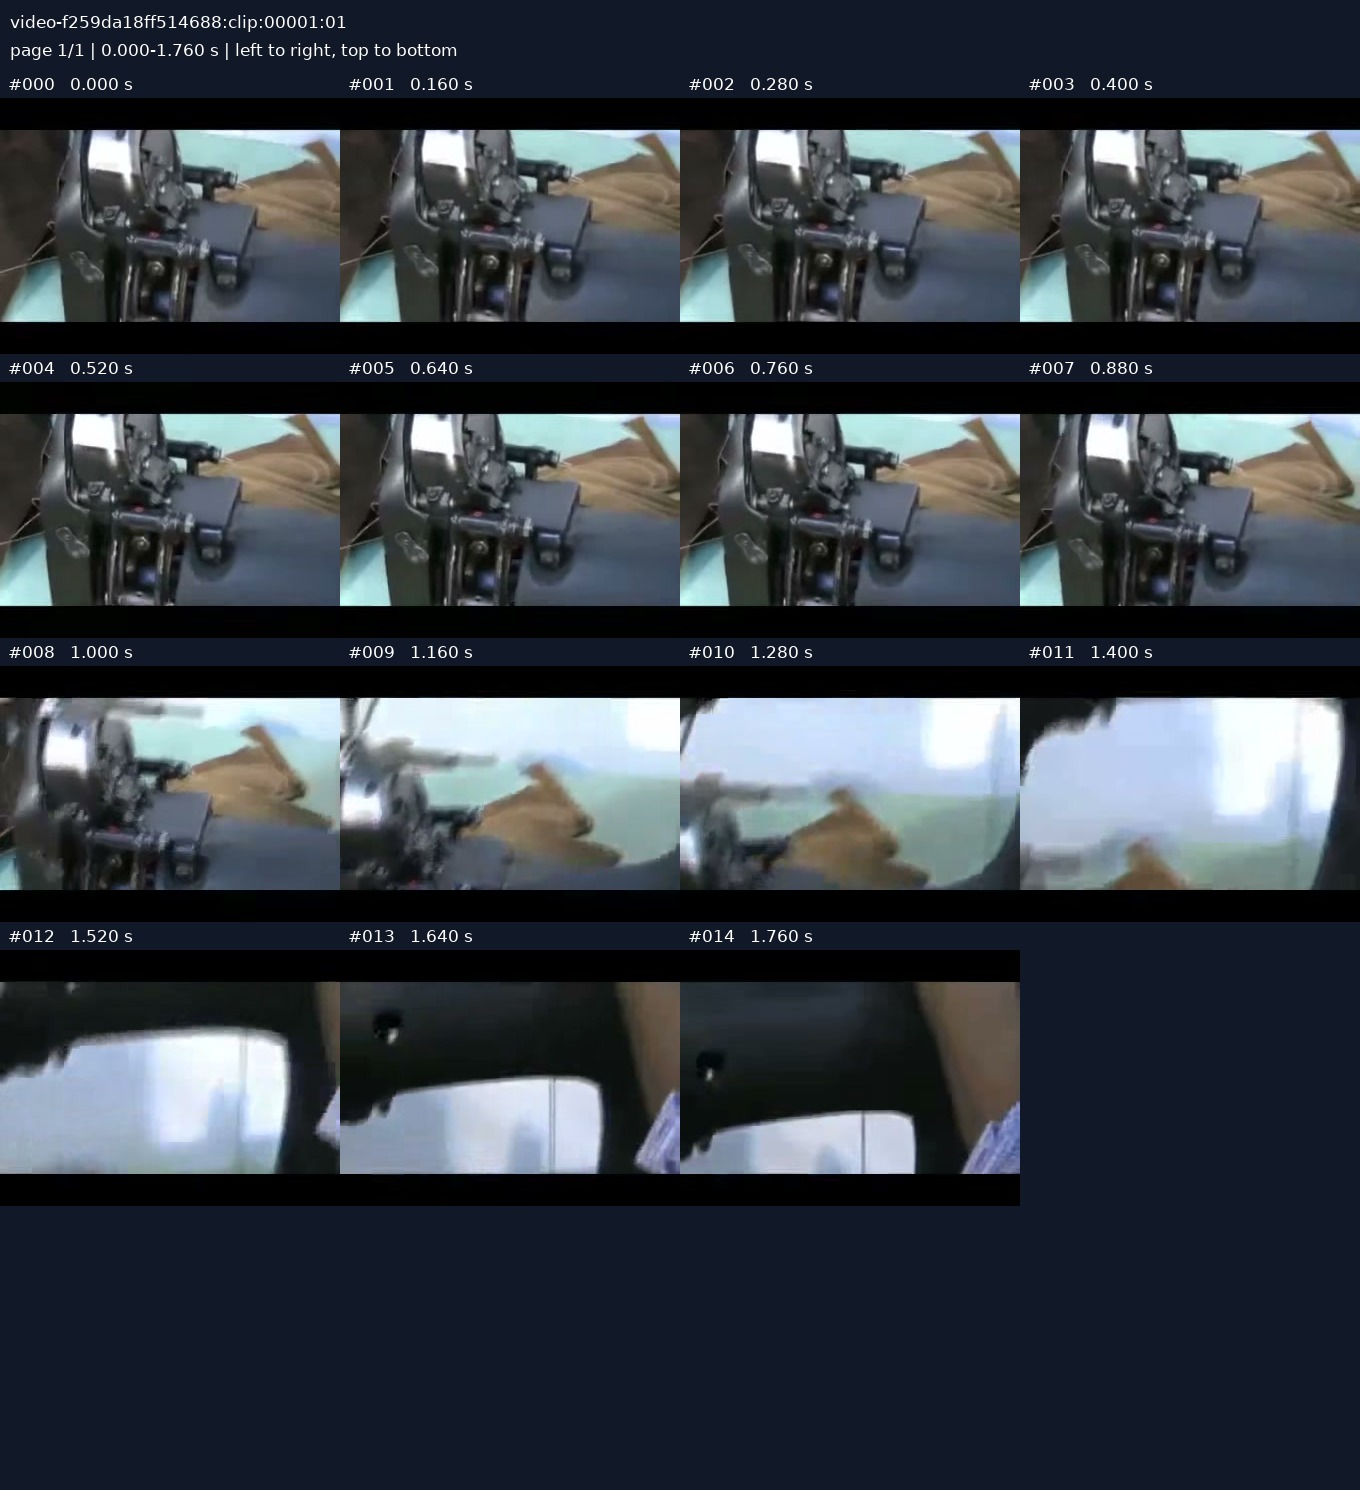 video-f259da18ff514688:clip:00001:01
page 1/1 | 0.000-1.760 s | left to right, top to bottom
#000 0.000 s
#001 0.160 s
#002 0.280 s
#003 0.400 s
#004 0.520 s
#005 0.640 s
#006 0.760 s
#007 0.880 s
#008 1.000 s
#009 1.160 s
#010 1.280 s
#011 1.400 s
#012 1.520 s
#013 1.640 s
#014 1.760 s